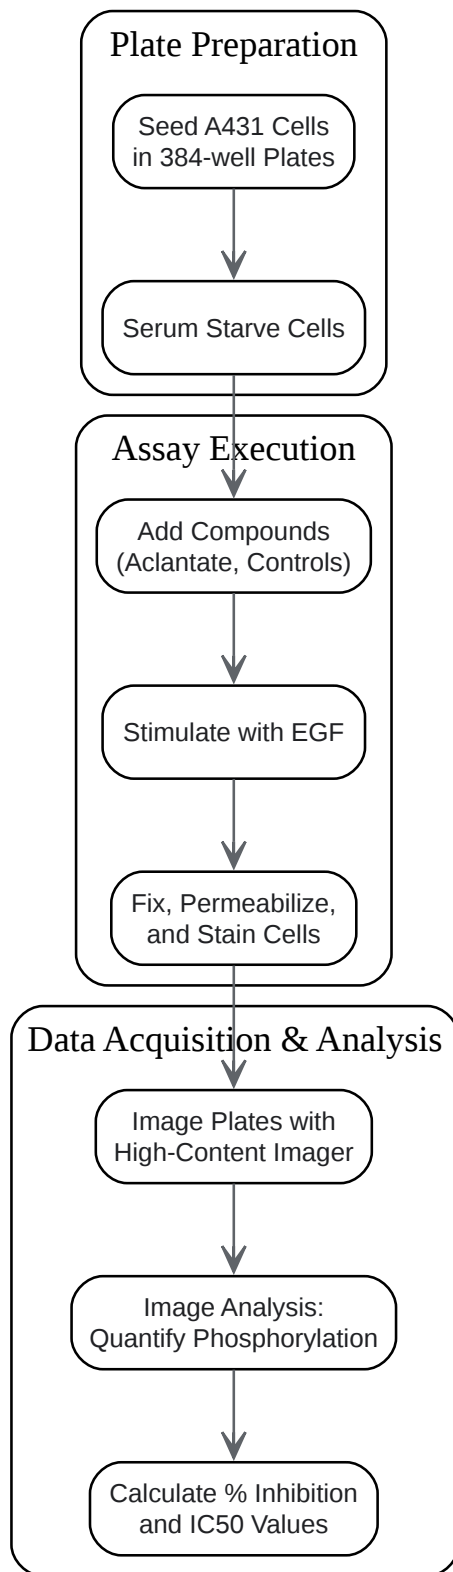 Plate Preparation
Seed A431 Cells
in 384-well Plates
Serum Starve Cells
Assay Execution
Add Compounds
(Aclantate, Controls)
Stimulate with EGF
Fix, Permeabilize,
and Stain Cells
Data Acquisition & Analysis
Image Plates with
High-Content Imager
Image Analysis:
Quantify Phosphorylation
Calculate % Inhibition
and IC50 Values